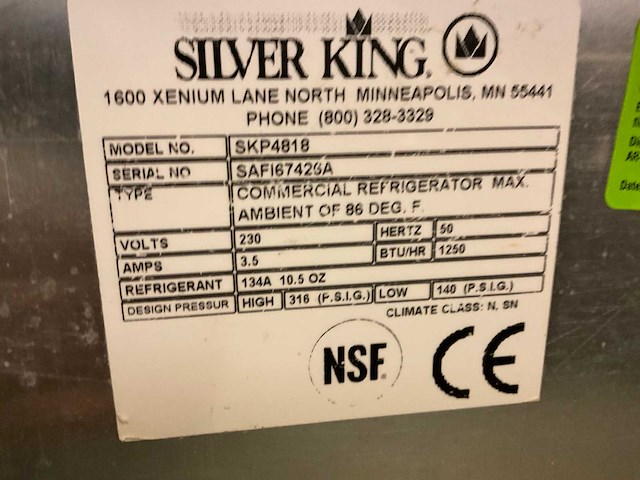 SILVER KING.
1600 XENIUM LANE NORTH MINNEAPOLIS, MN 55441
PHONE (800) 328-3329
MODEL NO. SKP4818
SERIAL NO SAFI67426A
TYPE COMMERCIAL REFRIGERATOR MAX.
AMBIENT OF 86 DEG. F.
VOLTS 230 HERTZ 50
AMPS 3.5 BTU/HR 1250
REFRIGERANT 134A 10.5 OZ
DESIGN PRESSUR HIGH 316 (P.S.I.G.) LOW 140 (P.S.I.G.)
CLIMATE CLASS: N, SN
NSF. CE
Date